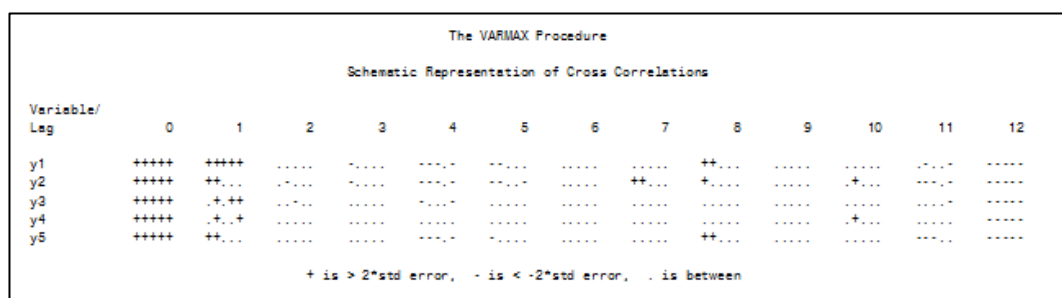 The VARMAX Procedure
Schematic Representation of Cross Correlations
Variable/
Lag 0 1 2 3 4 5 6 7 8 9 10 11 12
y1 +++++ +++++ ..... -.... ---.- --... ..... ..... ++... ..... ..... .-..- -----
y2 +++++ ++... .-... -.... ---.- --..- ..... ++... +.... ..... .+... ---.- -----
y3 +++++ .+.++ ..-.. ..... -..-. ..... ..... ..... ..... ..... ..... ....- -----
y4 +++++ .+..+ ..... ..... ..... ..... ..... ..... ..... ..... .+... ..... -----
y5 +++++ ++... ..... ..... ---.- -.... ..... ..... ++... ..... ..... ---.. -----
+ is > 2*std error, - is < -2*std error, . is between